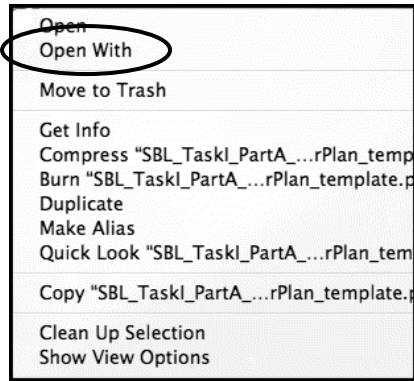 Open
Open With
Move to Trash
Get Info
Compress "SBL_TaskI_PartA_...rPlan_temp
Burn "SBL_TaskI_PartA_...rPlan_template.p
Duplicate
Make Alias
Quick Look "SBL_TaskI_PartA_...rPlan_tem
Copy "SBL_TaskI_PartA_...rPlan_template.p
Clean Up Selection
Show View Options